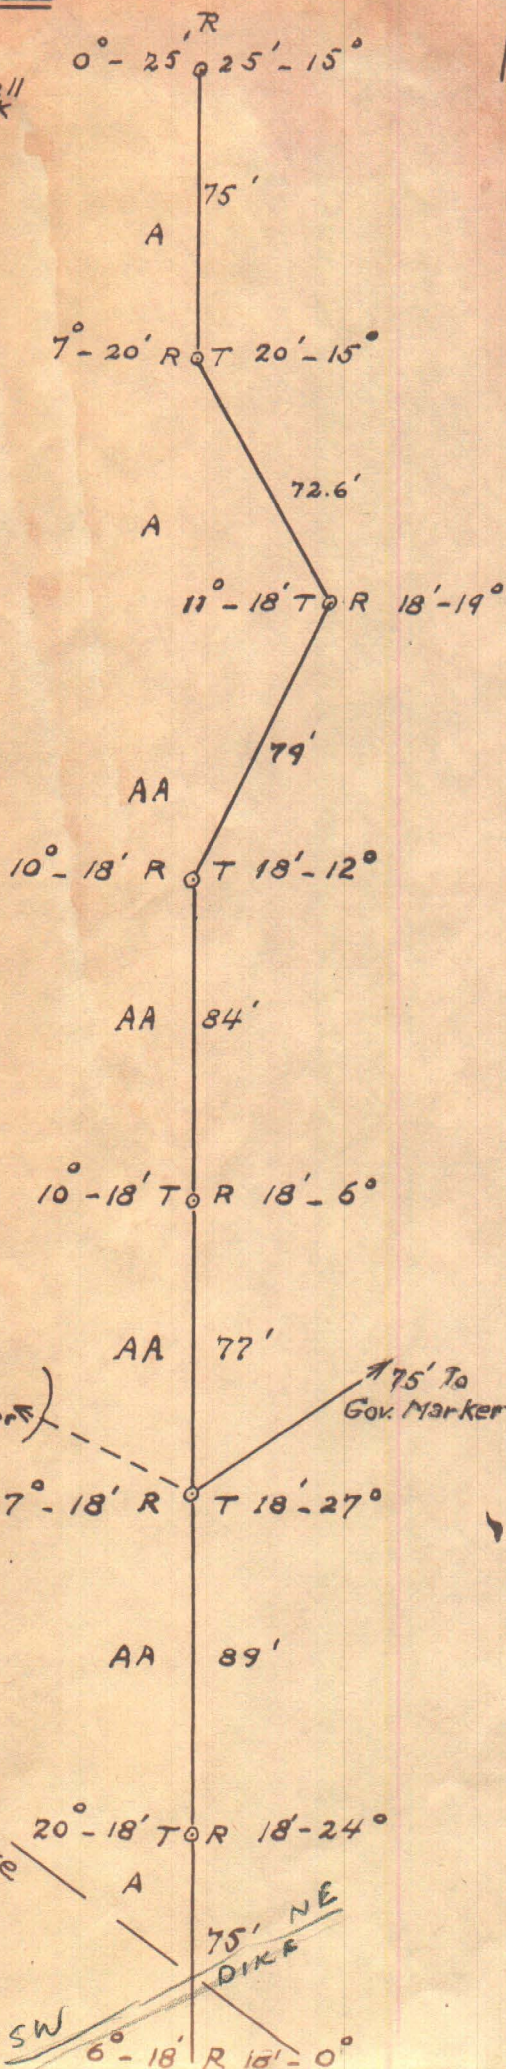 R
0° - 25' 25' - 15°
75'
A
7° - 20' R T 20' - 15°
72.6'
A
11° - 18' T R 18' - 19°
79'
AA
10° - 18' R T 18' - 12°
AA 84'
10° - 18' T R 18' - 6°
AA 77'
75' To
Gov. Marker
7° - 18' R T 18' - 27°
AA 89'
20° - 18' T R 18' - 24°
A
75' NE
DIKE
SW
6° - 18' R 18' - 0°